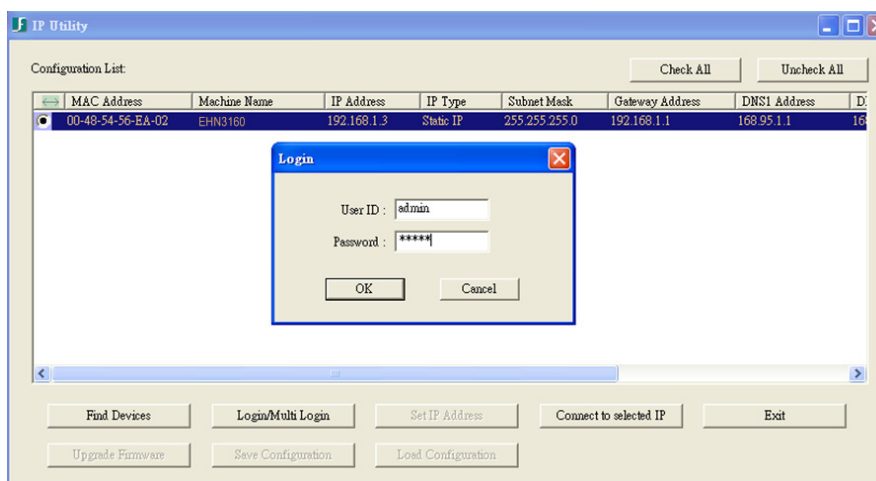 IP Utility
Configuration List:
Check All
Uncheck All
MAC Address Machine Name IP Address IP Type Subnet Mask Gateway Address DNS1 Address
00-48-54-56-EA-02 EHN3160 192.168.1.3 Static IP 255.255.255.0 192.168.1.1 168.95.1.1
Login
User ID : admin
Password : *****
OK Cancel
Find Devices Login/Multi Login Set IP Address Connect to selected IP Exit
Upgrade Firmware Save Configuration Load Configuration